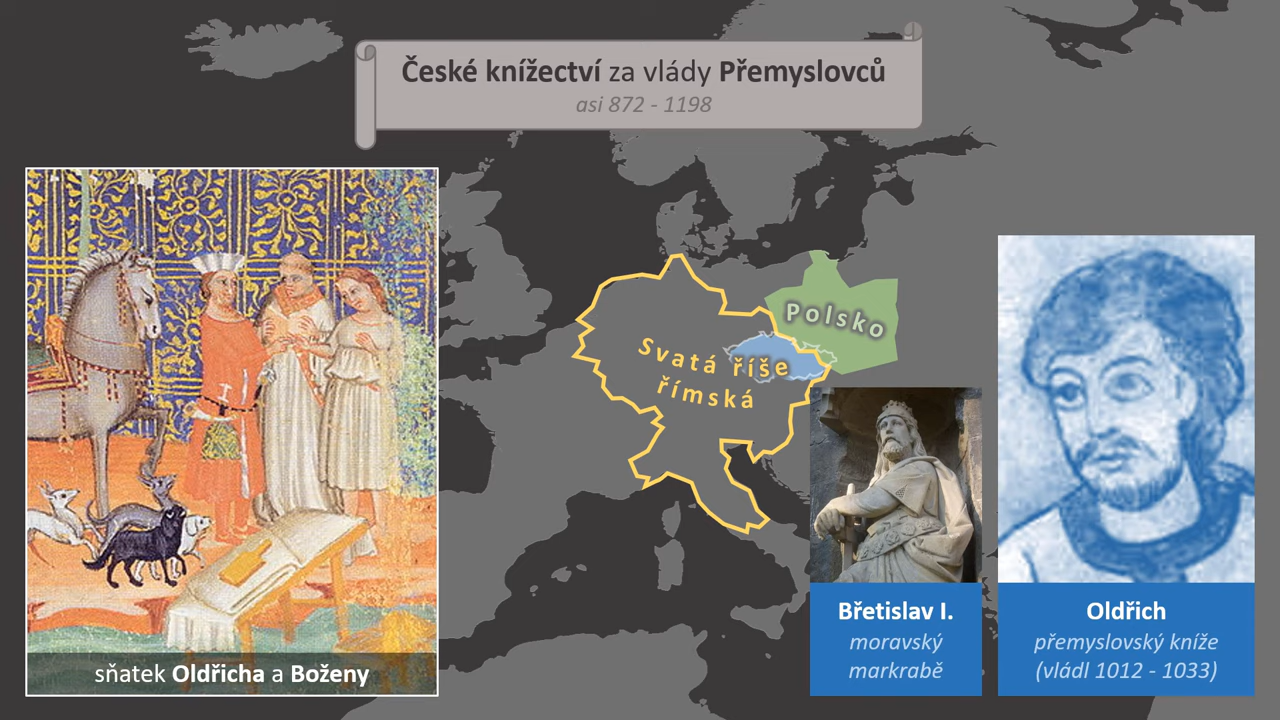 České knížectví za vlády Přemyslovců
asi 872 - 1198
Polsko
Svatá říše
římská
Břetislav I.
moravský
markrabě
Oldřich
přemyslovský kníže
(vládl 1012 - 1033)
sňatek Oldřicha a Boženy